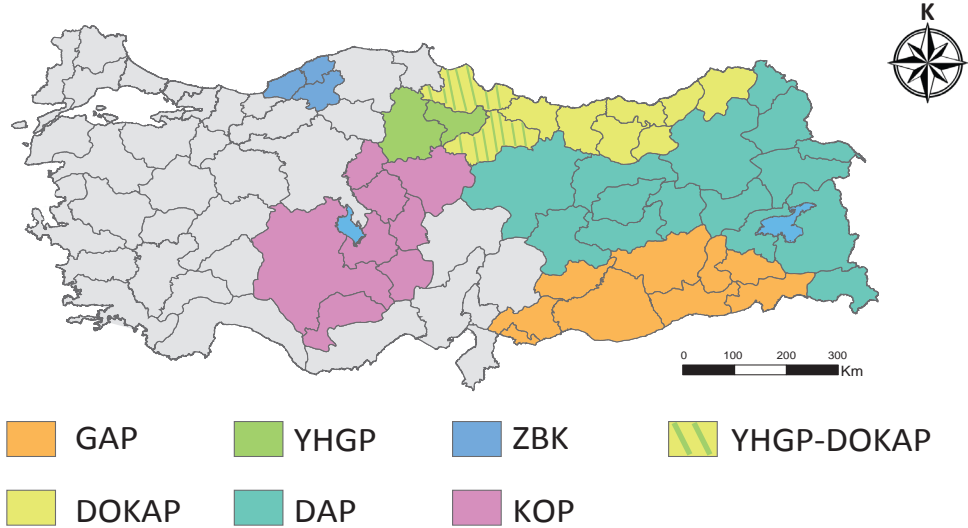 K
0 100 200 300
Km
GAP YHGP ZBK YHGP-DOKAP
DOKAP DAP KOP